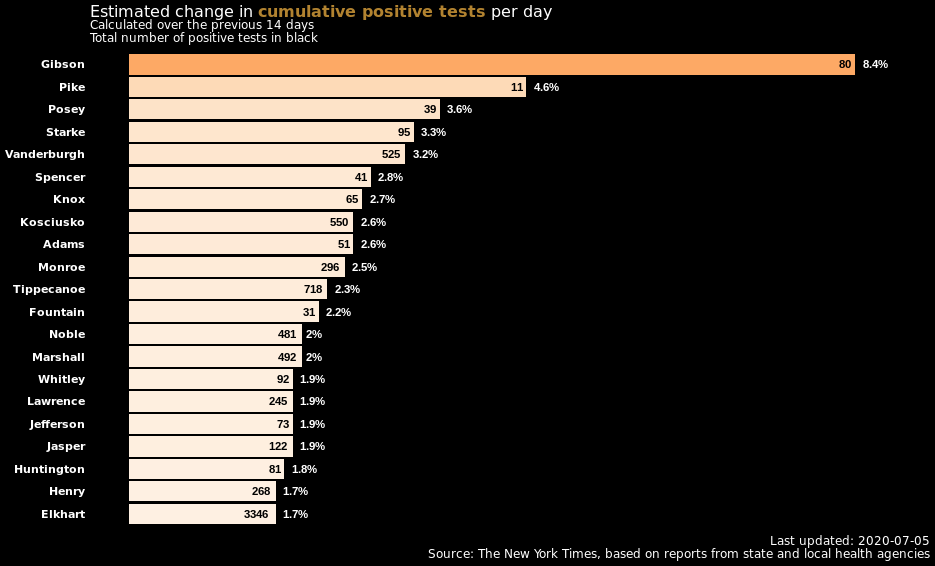 Estimated change in cumulative positive tests per day
Calculated over the previous 14 days
Total number of positive tests in black
Gibson 80 8.4%
Pike 11 4.6%
Posey 39 3.6%
Starke 95 3.3%
Vanderburgh 525 3.2%
Spencer 41 2.8%
Knox 65 2.7%
Kosciusko 550 2.6%
Adams 51 2.6%
Monroe 296 2.5%
Tippecanoe 718 2.3%
Fountain 31 2.2%
Noble 481 2%
Marshall 492 2%
Whitley 92 1.9%
Lawrence 245 1.9%
Jefferson 73 1.9%
Jasper 122 1.9%
Huntington 81 1.8%
Henry 268 1.7%
Elkhart 3346 1.7%
Last updated: 2020-07-05
Source: The New York Times, based on reports from state and local health agencies